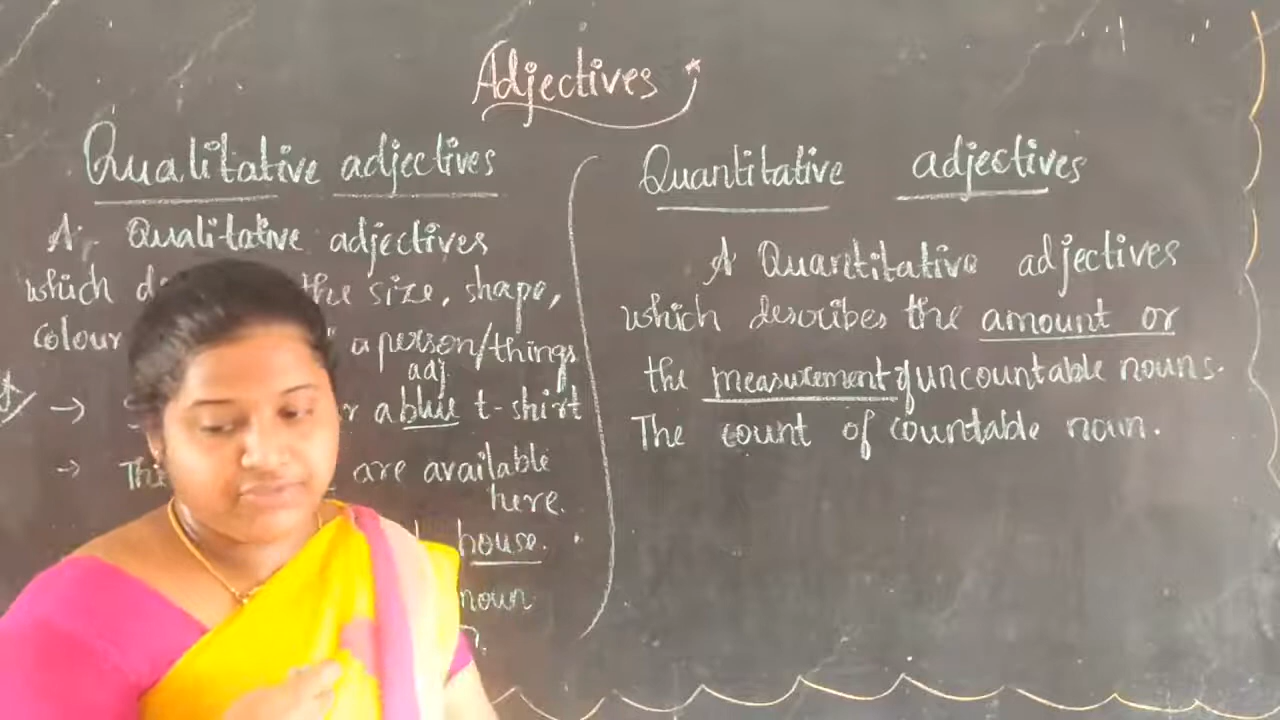 Adjectives
Qualitative adjectives
A, Qualitative adjectives
which the size, shape,
colour a person/things
adj
→ a blue t-shirt
→ are available
here.
house.
noun
Quantitative adjectives
A Quantitative adjectives
which describes the amount or
the measurement of uncountable nouns.
The count of countable noun.